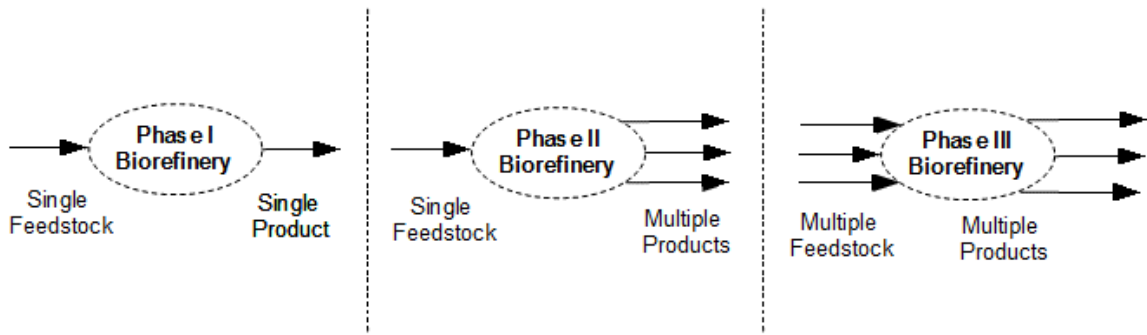 Phase I
Biorefinery
Single
Feedstock
Single
Product
Phase II
Biorefinery
Single
Feedstock
Multiple
Products
Phase III
Biorefinery
Multiple
Feedstock
Multiple
Products